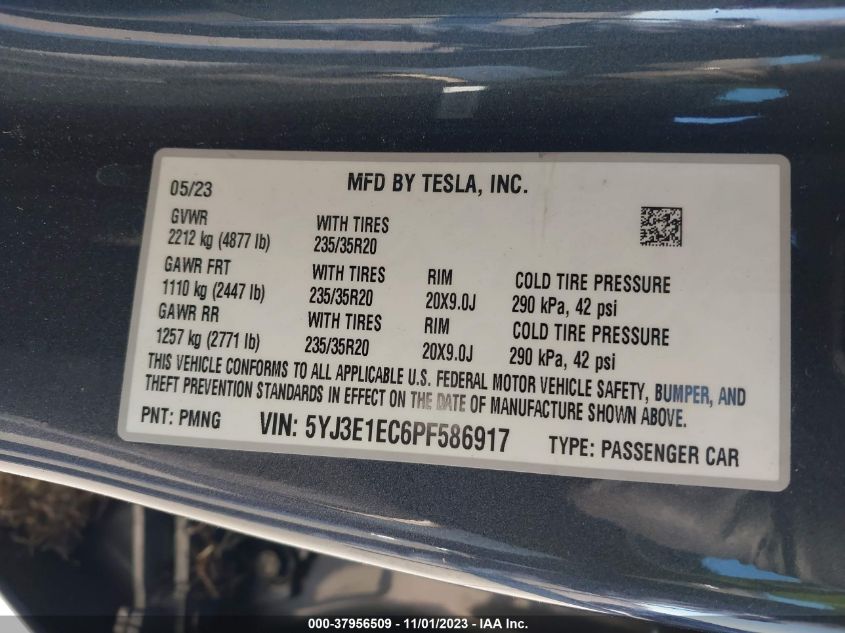 MFD BY TESLA, INC.
05/23
GVWR
2212 kg (4877 lb)
WITH TIRES
235/35R20
GAWR FRT
1110 kg (2447 lb)
WITH TIRES
235/35R20
RIM
20X9.0J
COLD TIRE PRESSURE
290 kPa, 42 psi
GAWR RR
1257 kg (2771 lb)
WITH TIRES
235/35R20
RIM
20X9.0J
COLD TIRE PRESSURE
290 kPa, 42 psi
THIS VEHICLE CONFORMS TO ALL APPLICABLE U.S. FEDERAL MOTOR VEHICLE SAFETY, BUMPER, AND
THEFT PREVENTION STANDARDS IN EFFECT ON THE DATE OF MANUFACTURE SHOWN ABOVE.
PNT: PMNG
VIN: 5YJ3E1EC6PF586917
TYPE: PASSENGER CAR
000-37956509 - 11/01/2023 - IAA Inc.